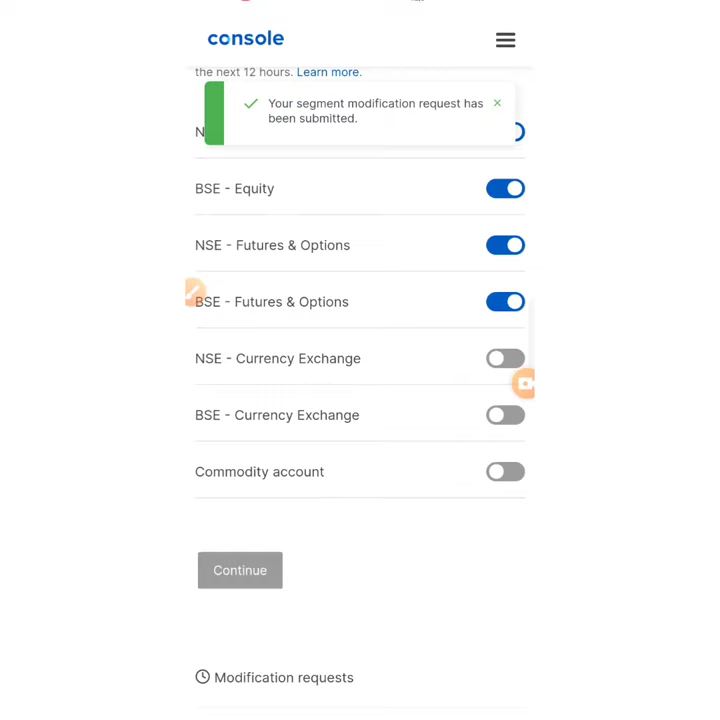 console
the next 12 hours. Learn more.
Your segment modification request has
been submitted.
N
BSE - Equity
NSE - Futures & Options
BSE - Futures & Options
NSE - Currency Exchange
BSE - Currency Exchange
Commodity account
Continue
Modification requests